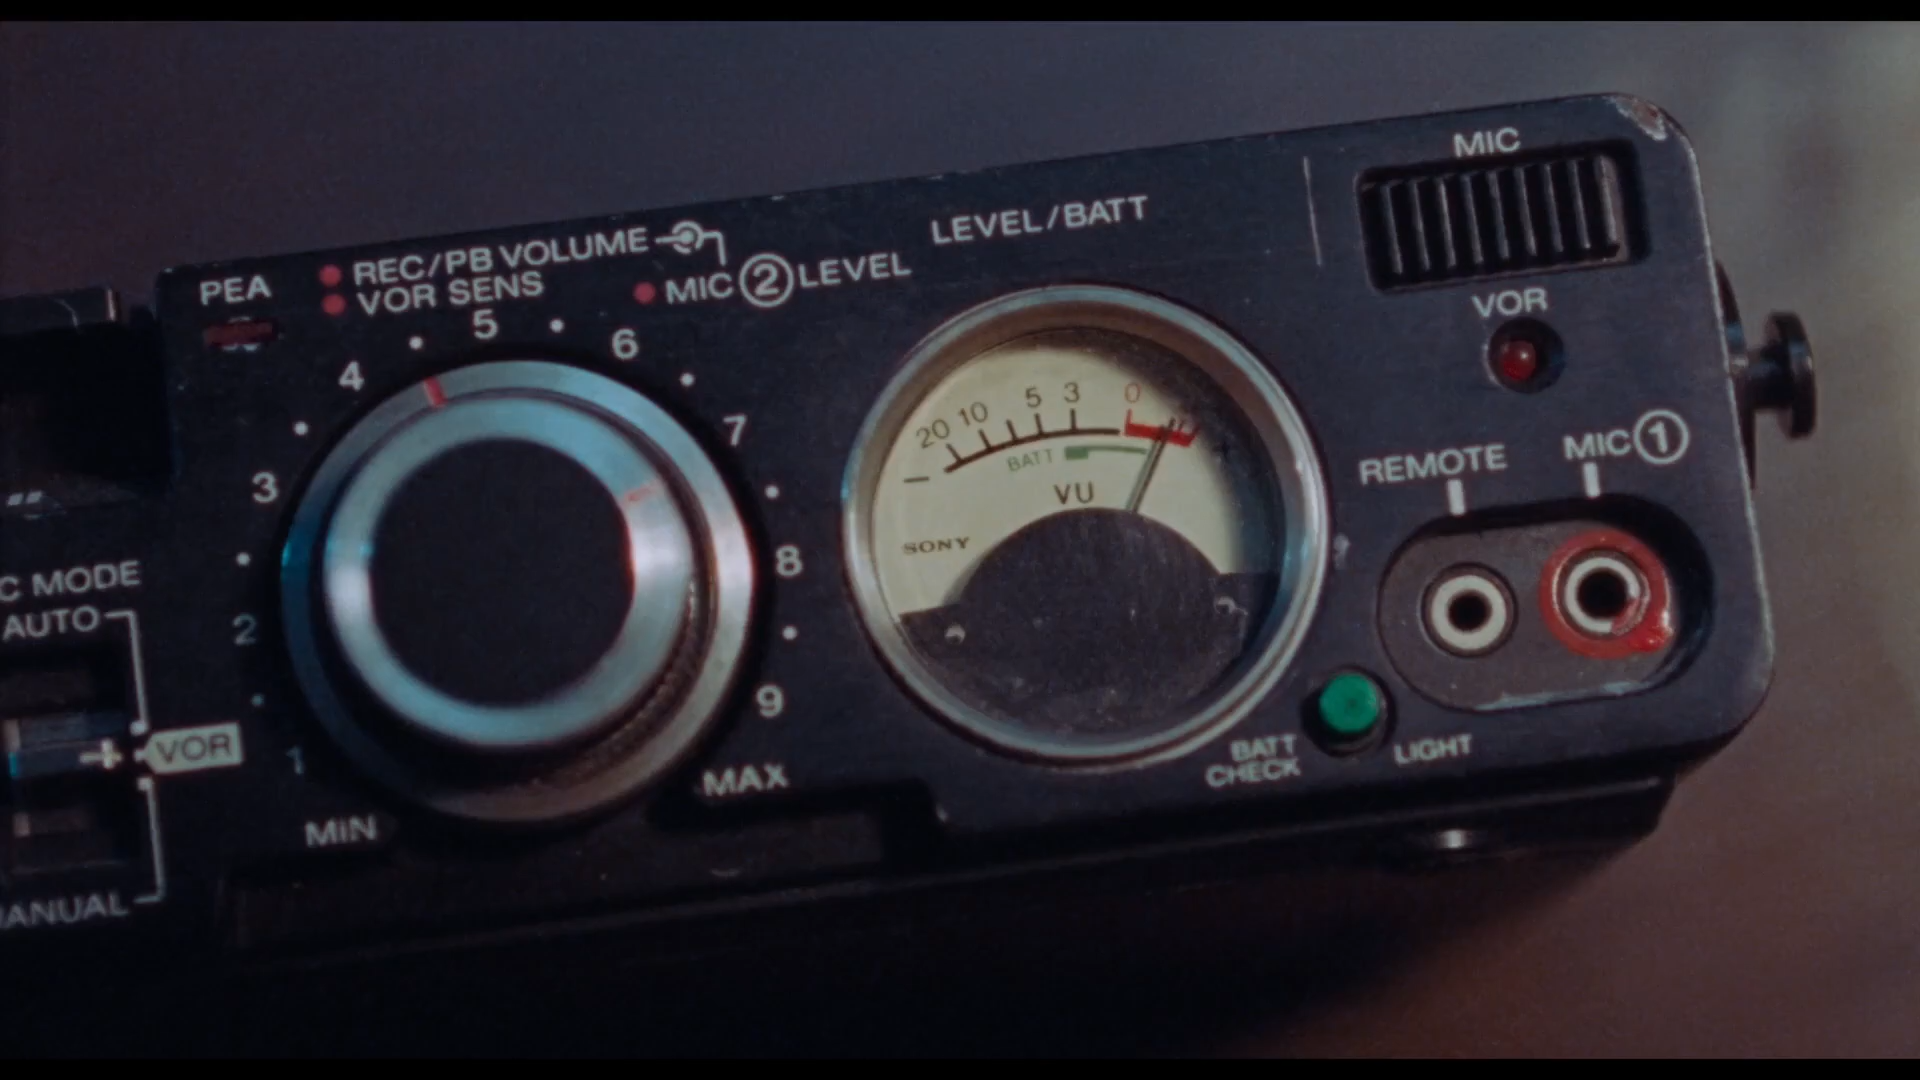 MIC
LEVEL/BATT
REC/PB VOLUME
PEA
VOR SENS
MIC 2 LEVEL
VOR
5
6
4
7
3
8
2
9
1
MIN
MAX
20 10 5 3 0
BATT
VU
SONY
REMOTE
MIC 1
C MODE
AUTO
VOR
MANUAL
BATT
CHECK
LIGHT